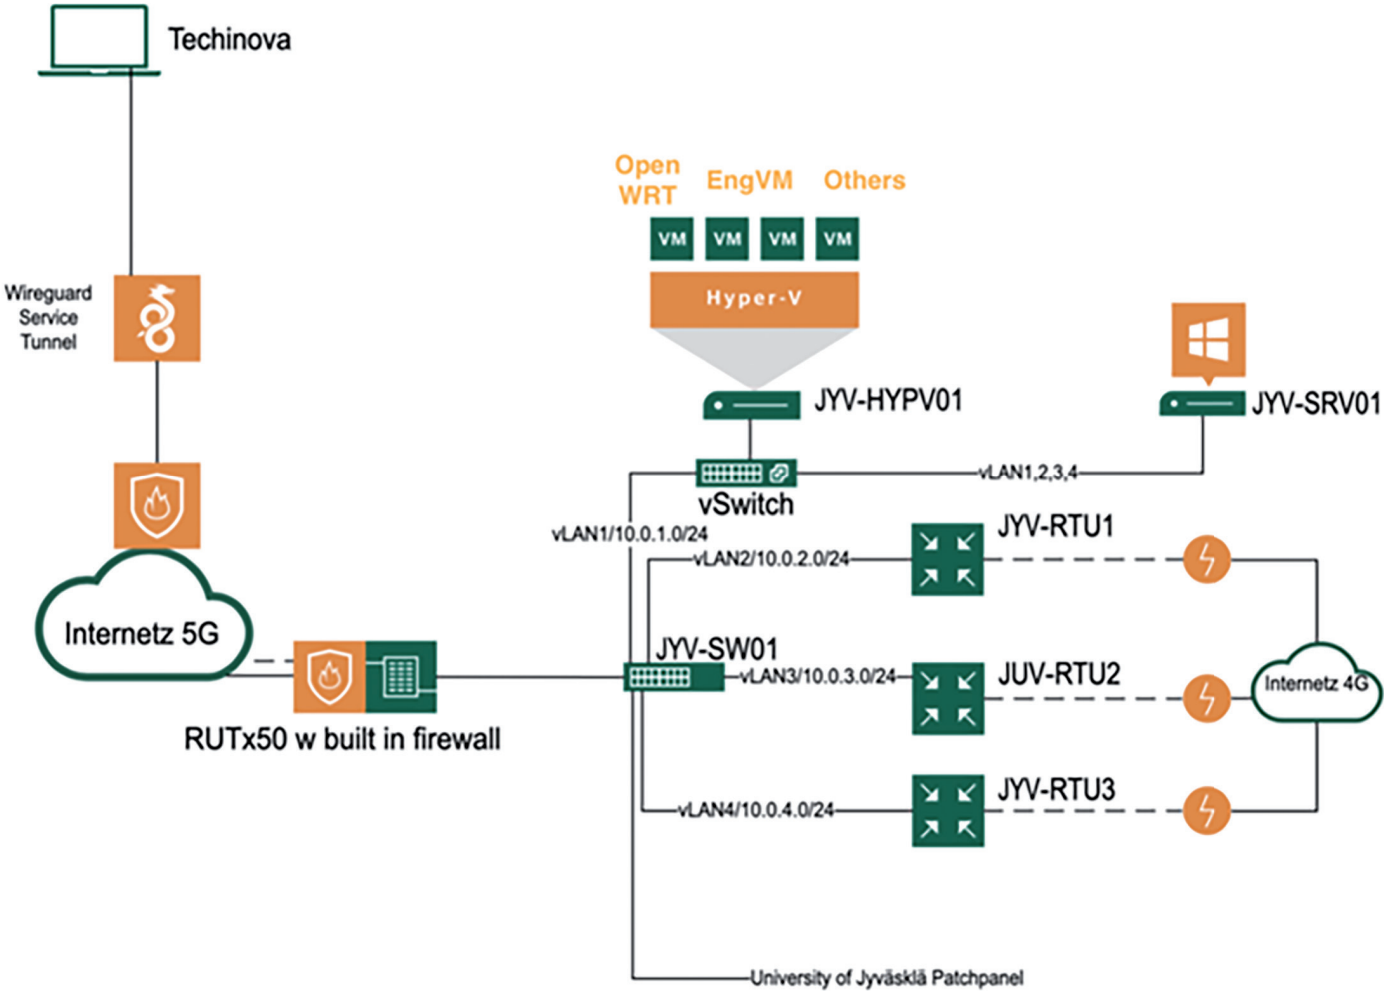 Techinova
Open
WRT
EngVM
Others
VM
VM
VM
VM
Wireguard
Service
Tunnel
Hyper-V
JYV-HYPV01
JYV-SRV01
vLAN1,2,3,4
vSwitch
vLAN1/10.0.1.0/24
JYV-RTU1
vLAN2/10.0.2.0/24
Internetz 5G
JYV-SW01
vLAN3/10.0.3.0/24
JUV-RTU2
Internetz 4G
RUTx50 w built in firewall
JYV-RTU3
vLAN4/10.0.4.0/24
University of Jyväsklä Patchpanel